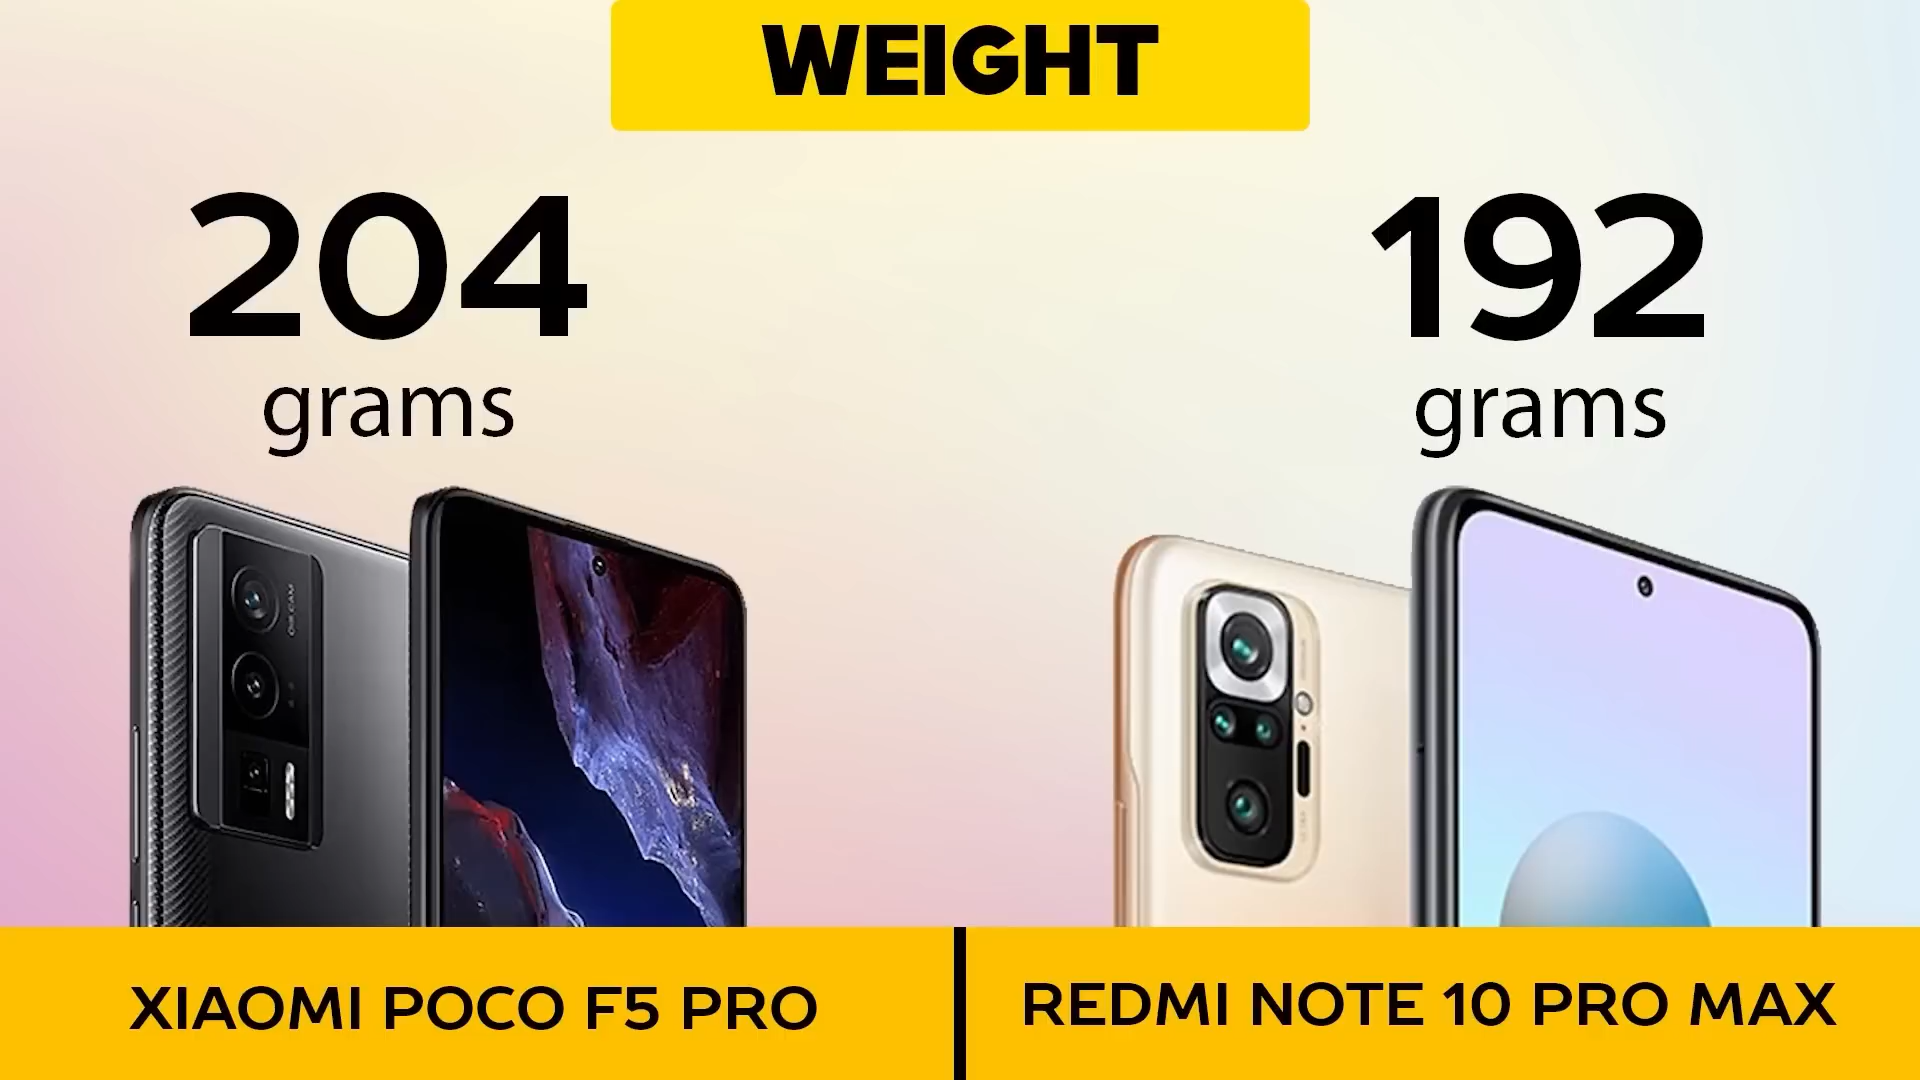 WEIGHT
204
grams
192
grams
XIAOMI POCO F5 PRO
REDMI NOTE 10 PRO MAX